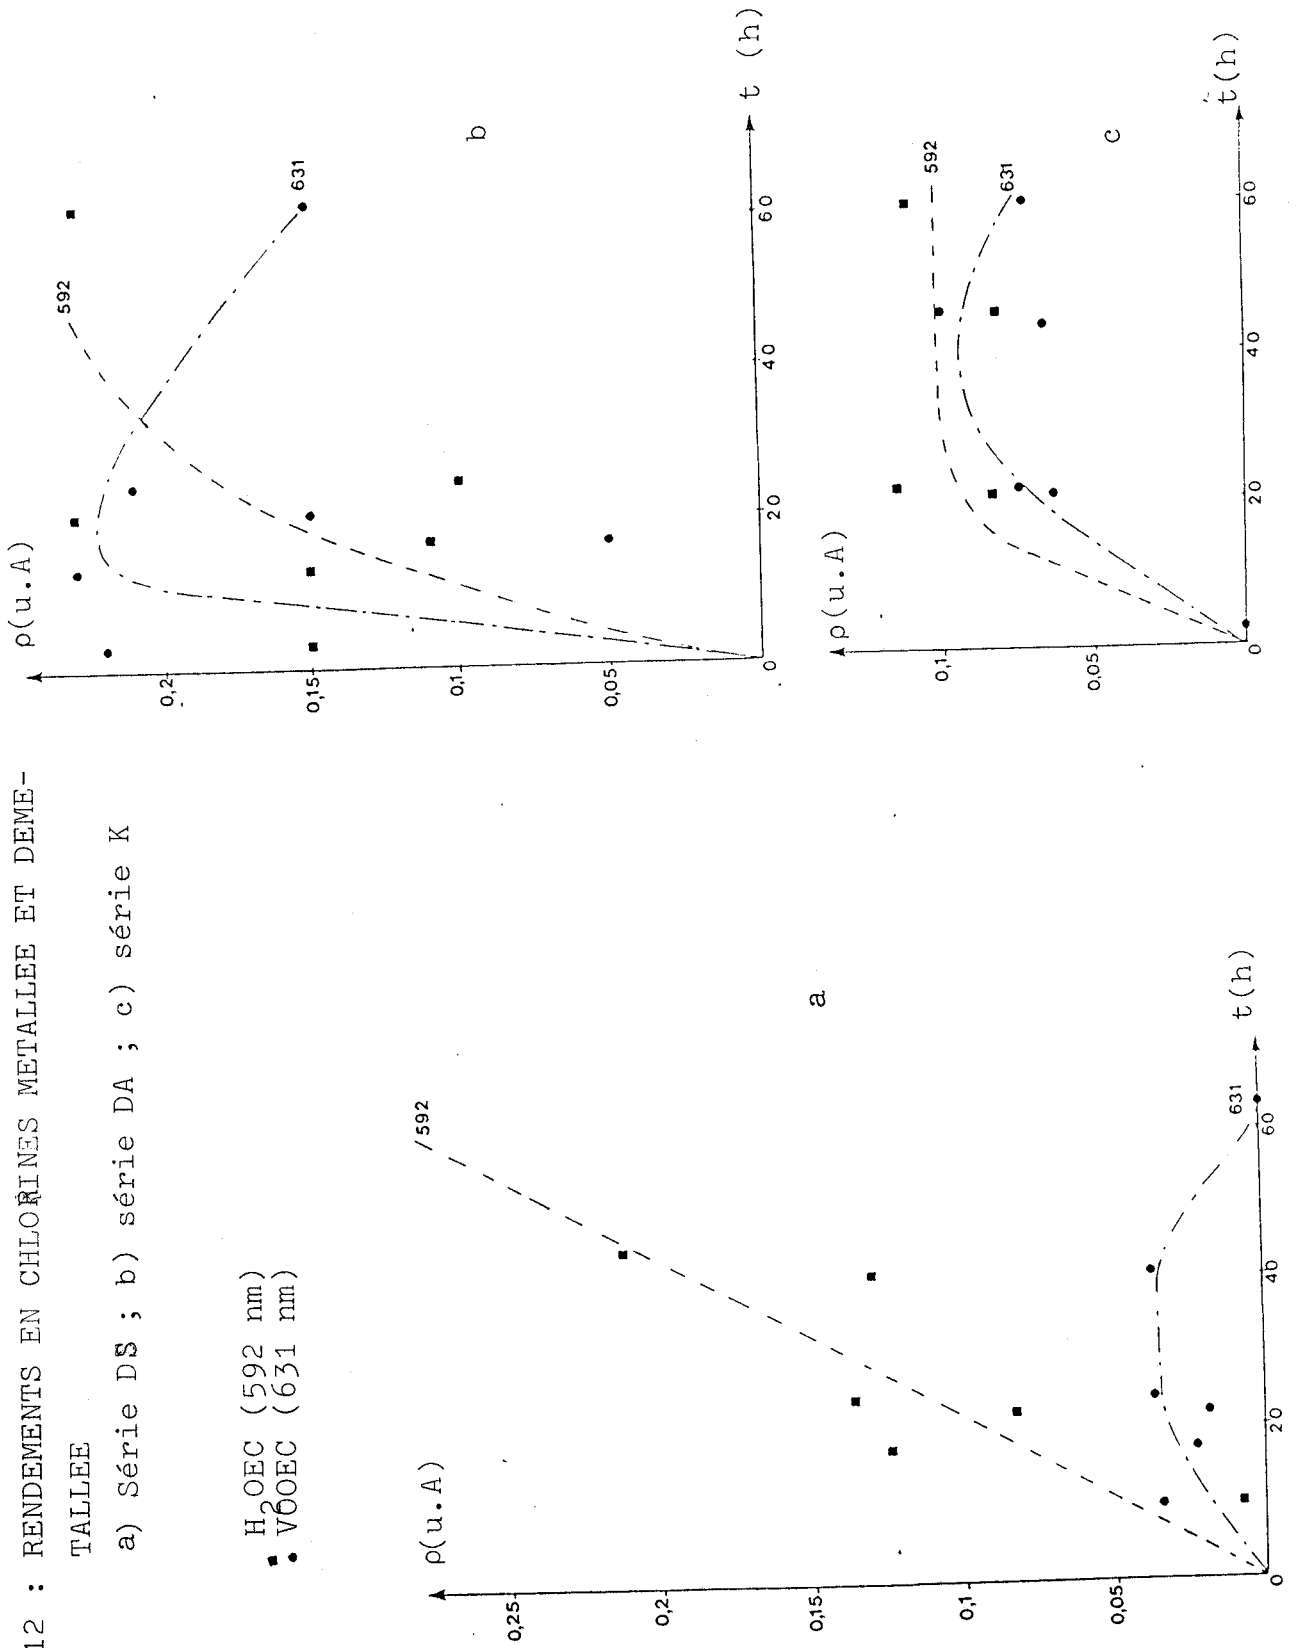 12 : RENDEMENTS EN CHLORINES METALLEE ET DEME-
TALLEE
a) Série DS ; b) série DA ; c) série K
■ H2OEC (592 nm)
● VOOEC (631 nm)
ρ(u.A)
0,25
0,2
0,15
0,1
0,05
0
20
40
60
t(h)
592
631
a
ρ(u.A)
0,2
0,15
0,1
0,05
0
20
40
60
t (h)
592
631
b
ρ(u.A)
0,1
0,05
0
20
40
60
t(h)
592
631
c